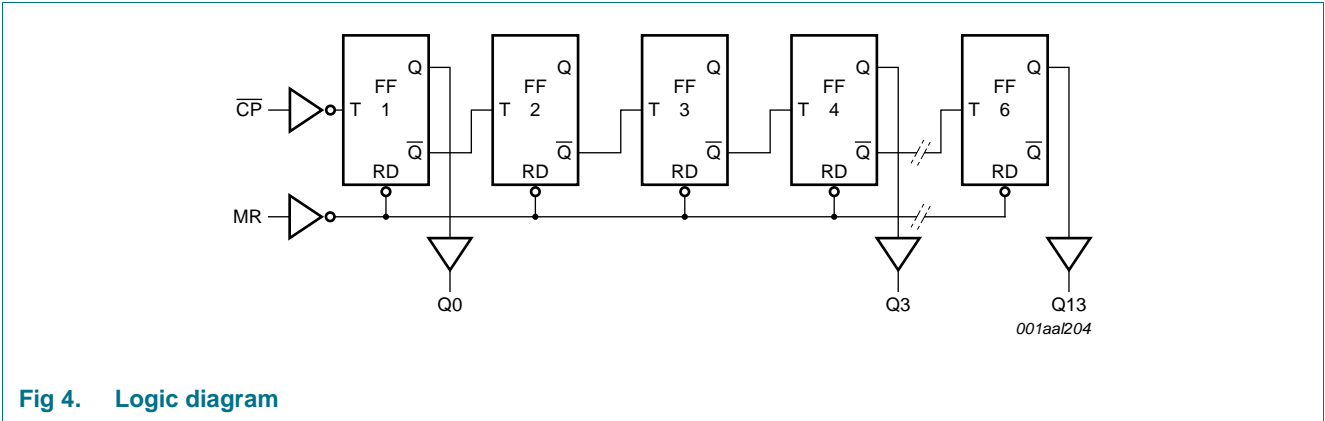 Q Q Q Q Q
FF FF FF FF FF
C̅P̅ T 1 T 2 T 3 T 4 T 6
Q̅ Q̅ Q̅ Q̅ Q̅
RD RD RD RD RD
MR
Q0 Q3 Q13
001aal204
Fig 4. Logic diagram